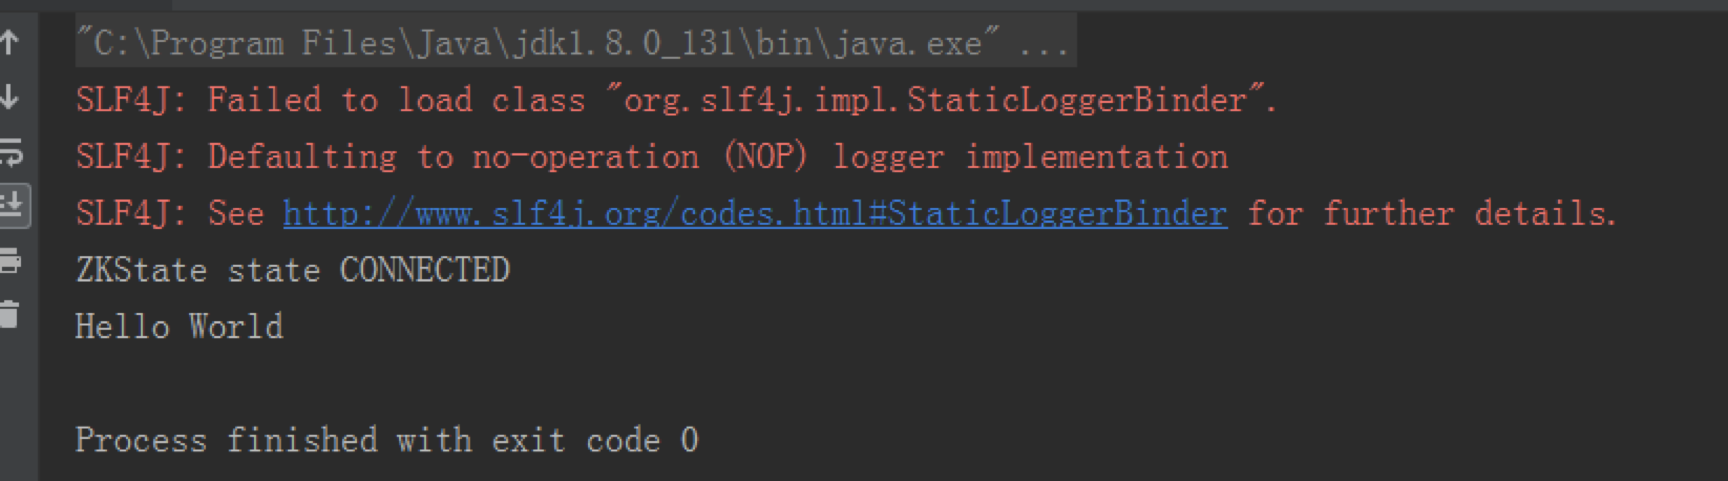 "C:\Program Files\Java\jdk1.8.0_131\bin\java.exe" ...
SLF4J: Failed to load class "org.slf4j.impl.StaticLoggerBinder".
SLF4J: Defaulting to no-operation (NOP) logger implementation
SLF4J: See http://www.slf4j.org/codes.html#StaticLoggerBinder for further details.
ZKState state CONNECTED
Hello World
Process finished with exit code 0